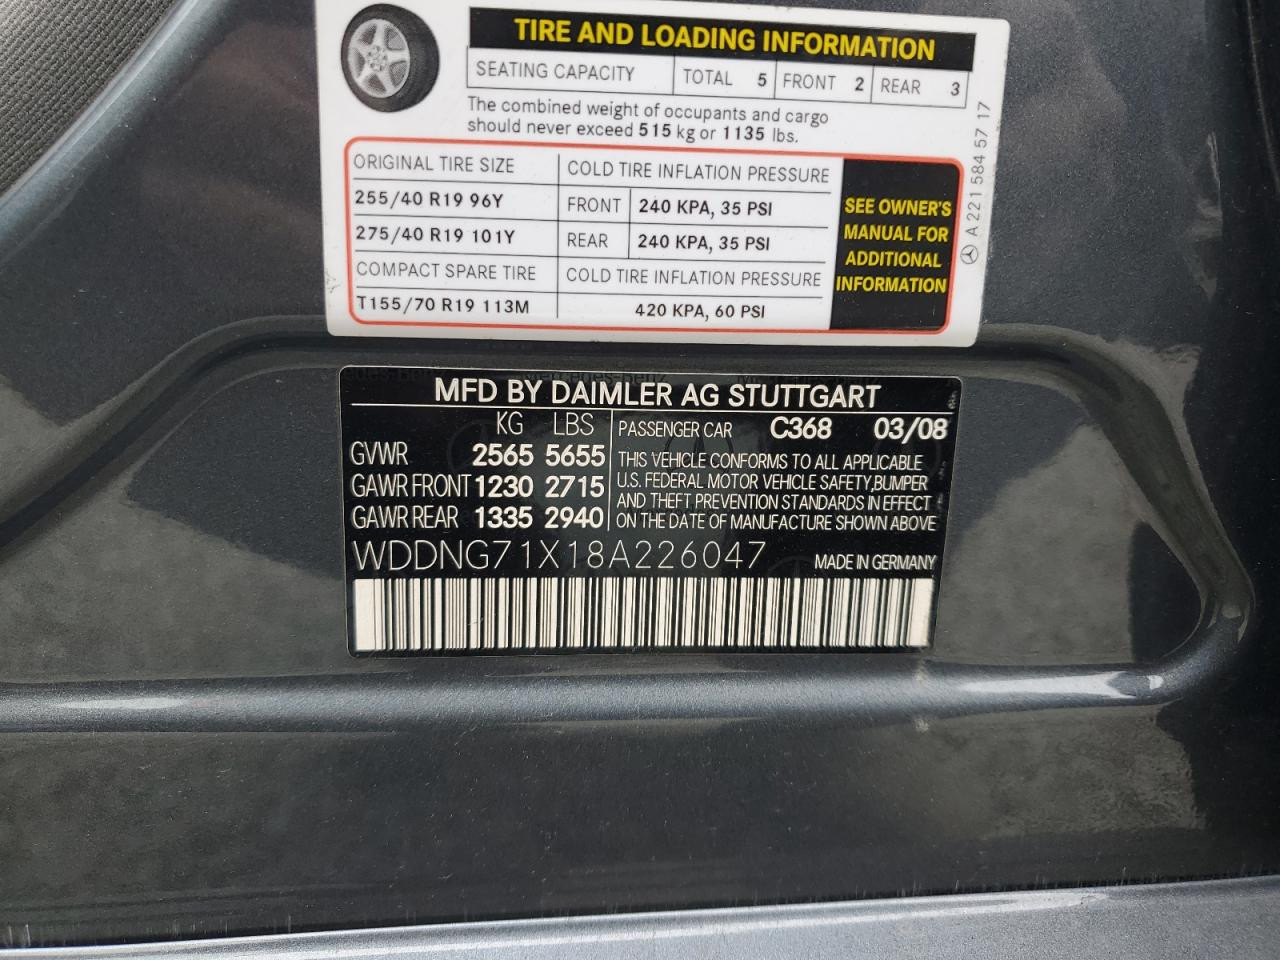 TIRE AND LOADING INFORMATION
SEATING CAPACITY TOTAL 5 FRONT 2 REAR 3
The combined weight of occupants and cargo
should never exceed 515 kg or 1135 lbs.
ORIGINAL TIRE SIZE COLD TIRE INFLATION PRESSURE
255/40 R19 96Y FRONT 240 KPA, 35 PSI
275/40 R19 101Y REAR 240 KPA, 35 PSI
COMPACT SPARE TIRE COLD TIRE INFLATION PRESSURE
T155/70 R19 113M 420 KPA, 60 PSI
SEE OWNER'S
MANUAL FOR
ADDITIONAL
INFORMATION
A 221 584 57 17
MFD BY DAIMLER AG STUTTGART
KG LBS
GVWR 2565 5655
GAWR FRONT 1230 2715
GAWR REAR 1335 2940
PASSENGER CAR C368 03/08
THIS VEHICLE CONFORMS TO ALL APPLICABLE
U.S. FEDERAL MOTOR VEHICLE SAFETY,BUMPER
AND THEFT PREVENTION STANDARDS IN EFFECT
ON THE DATE OF MANUFACTURE SHOWN ABOVE
WDDNG71X18A226047 MADE IN GERMANY